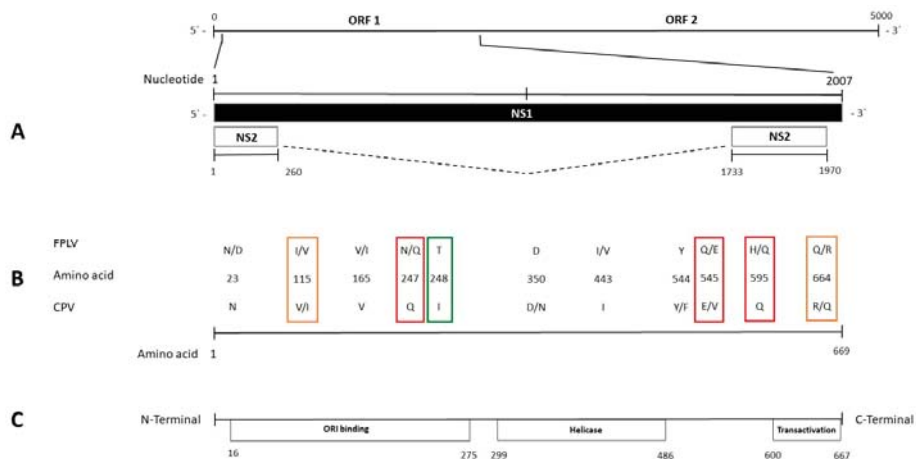 0 ORF 1 ORF 2 5000
5´ - - 3´
Nucleotide 1 2007
5´ - NS1 - 3´
A
NS2 NS2
1 260 1733 1970
FPLV N/D I/V V/I N/Q T D I/V Y Q/E H/Q Q/R
B Amino acid 23 115 165 247 248 350 443 544 545 595 664
CPV N V/I V Q I D/N I Y/F E/V Q R/Q
Amino acid 1 669
C N-Terminal C-Terminal
ORI binding Helicase Transactivation
16 275 299 486 600 667